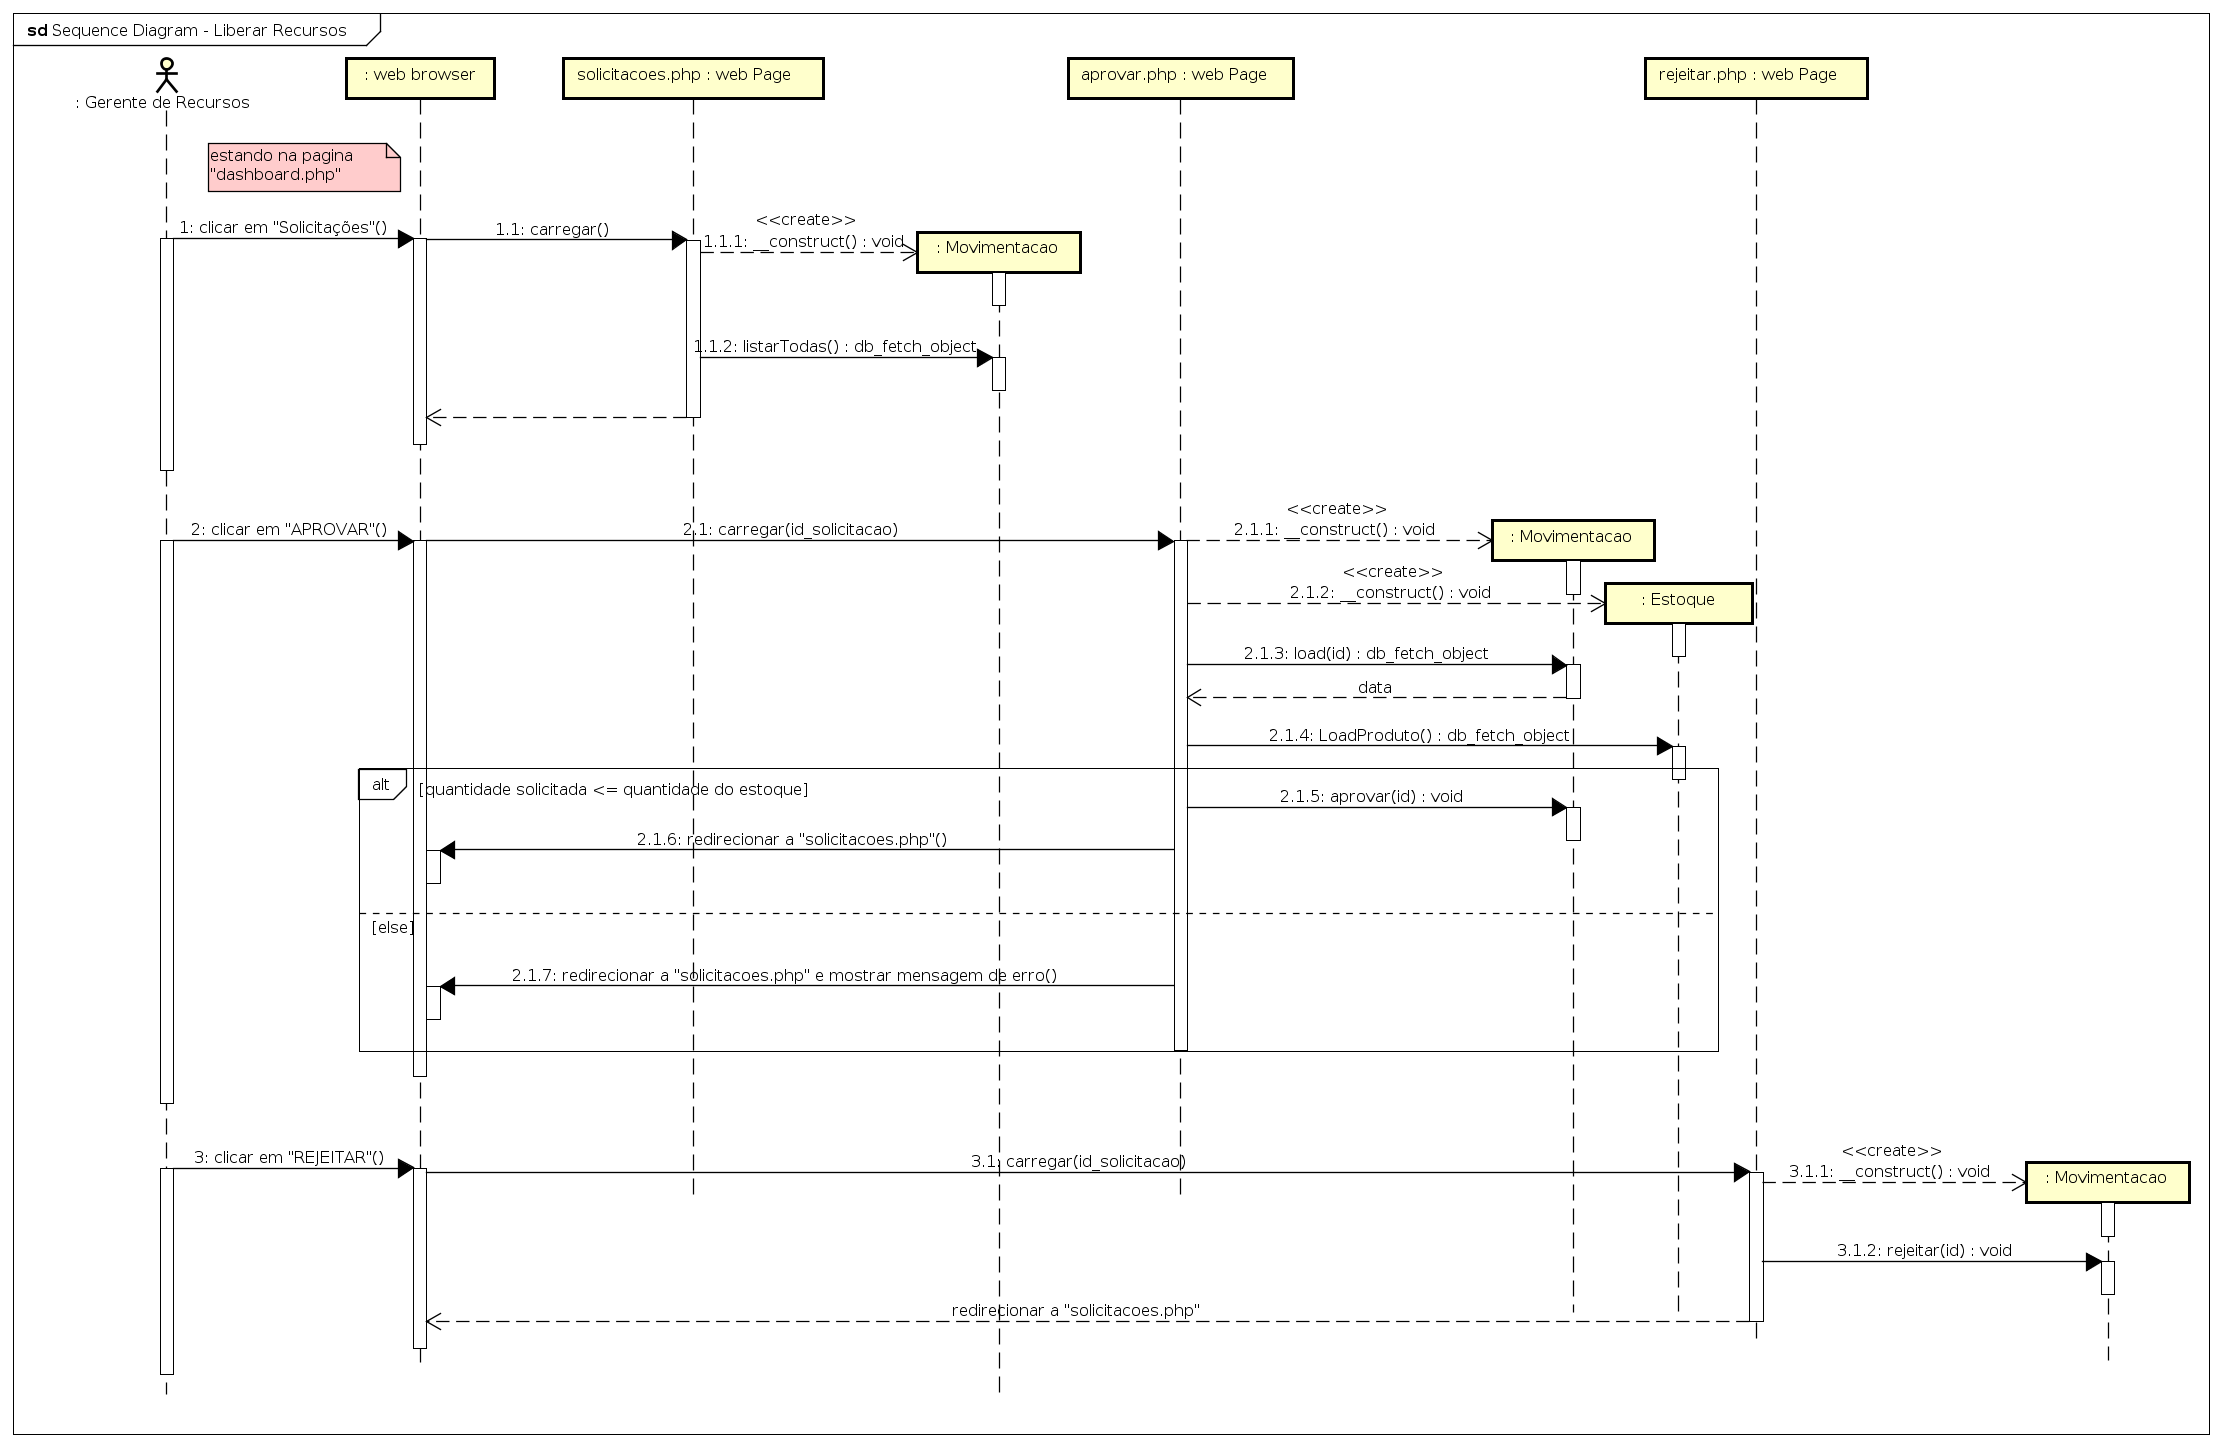 sd Sequence Diagram - Liberar Recursos
: Gerente de Recursos
: web browser
solicitacoes.php : web Page
aprovar.php : web Page
rejeitar.php : web Page
estando na pagina
"dashboard.php"
1: clicar em "Solicitações"()
1.1: carregar()
<<create>>
1.1.1: __construct() : void
: Movimentacao
1.1.2: listarTodas() : db_fetch_object
2: clicar em "APROVAR"()
2.1: carregar(id_solicitacao)
<<create>>
2.1.1: __construct() : void
: Movimentacao
<<create>>
2.1.2: __construct() : void
: Estoque
2.1.3: load(id) : db_fetch_object
data
2.1.4: LoadProduto() : db_fetch_object
alt
[quantidade solicitada <= quantidade do estoque]
2.1.5: aprovar(id) : void
2.1.6: redirecionar a "solicitacoes.php"()
[else]
2.1.7: redirecionar a "solicitacoes.php" e mostrar mensagem de erro()
3: clicar em "REJEITAR"()
3.1: carregar(id_solicitacao)
<<create>>
3.1.1: __construct() : void
: Movimentacao
3.1.2: rejeitar(id) : void
redirecionar a "solicitacoes.php"